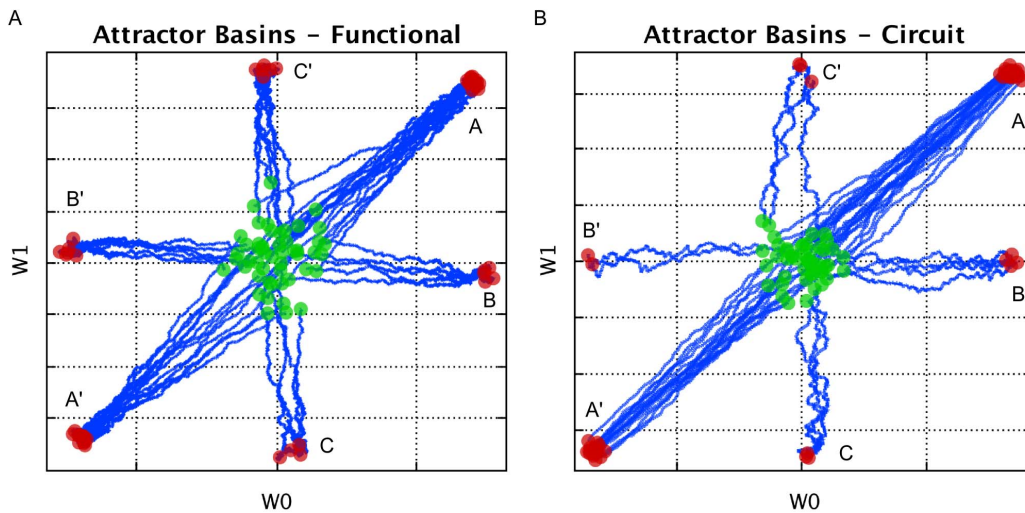 A
Attractor Basins – Functional
C'
A
B'
W1
B
A'
C
W0
B
Attractor Basins – Circuit
C'
A
B'
W1
B
A'
C
W0